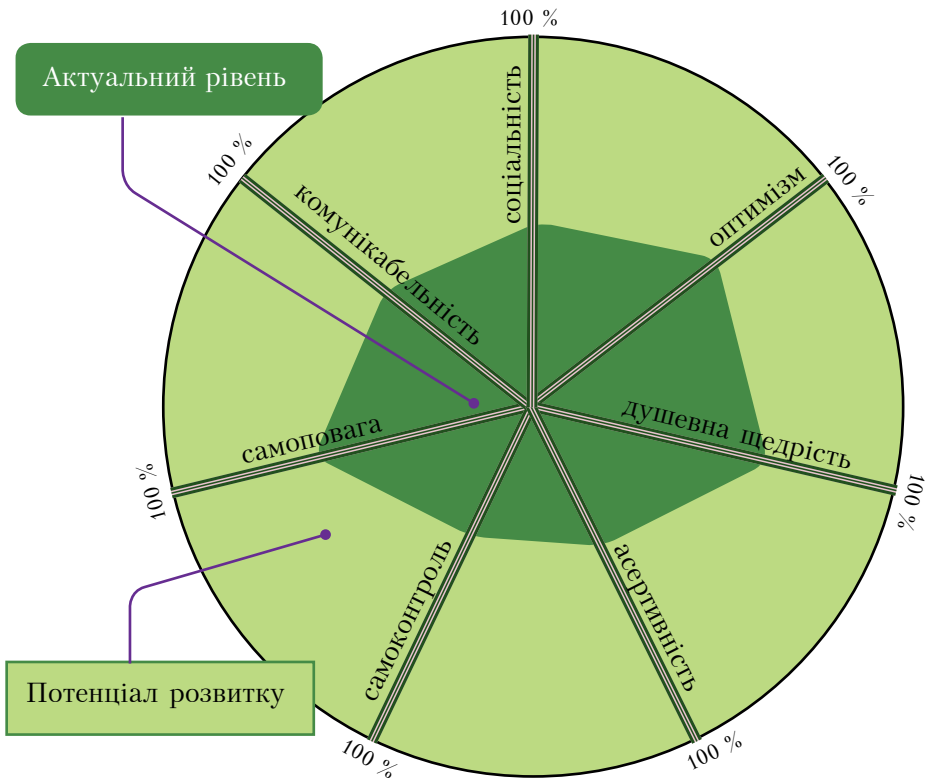 100 %
Актуальний рівень
100 %
100 %
соціальність
комунікабельність
оптимізм
самоповага
душевна щедрість
100 %
100 %
самоконтроль
асертивність
Потенціал розвитку
100 %
100 %